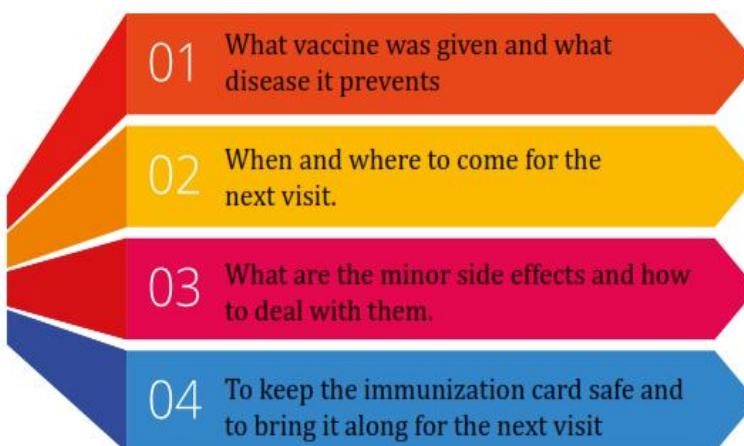 01
What vaccine was given and what
disease it prevents
02
When and where to come for the
next visit.
03
What are the minor side effects and how
to deal with them.
04
To keep the immunization card safe and
to bring it along for the next visit